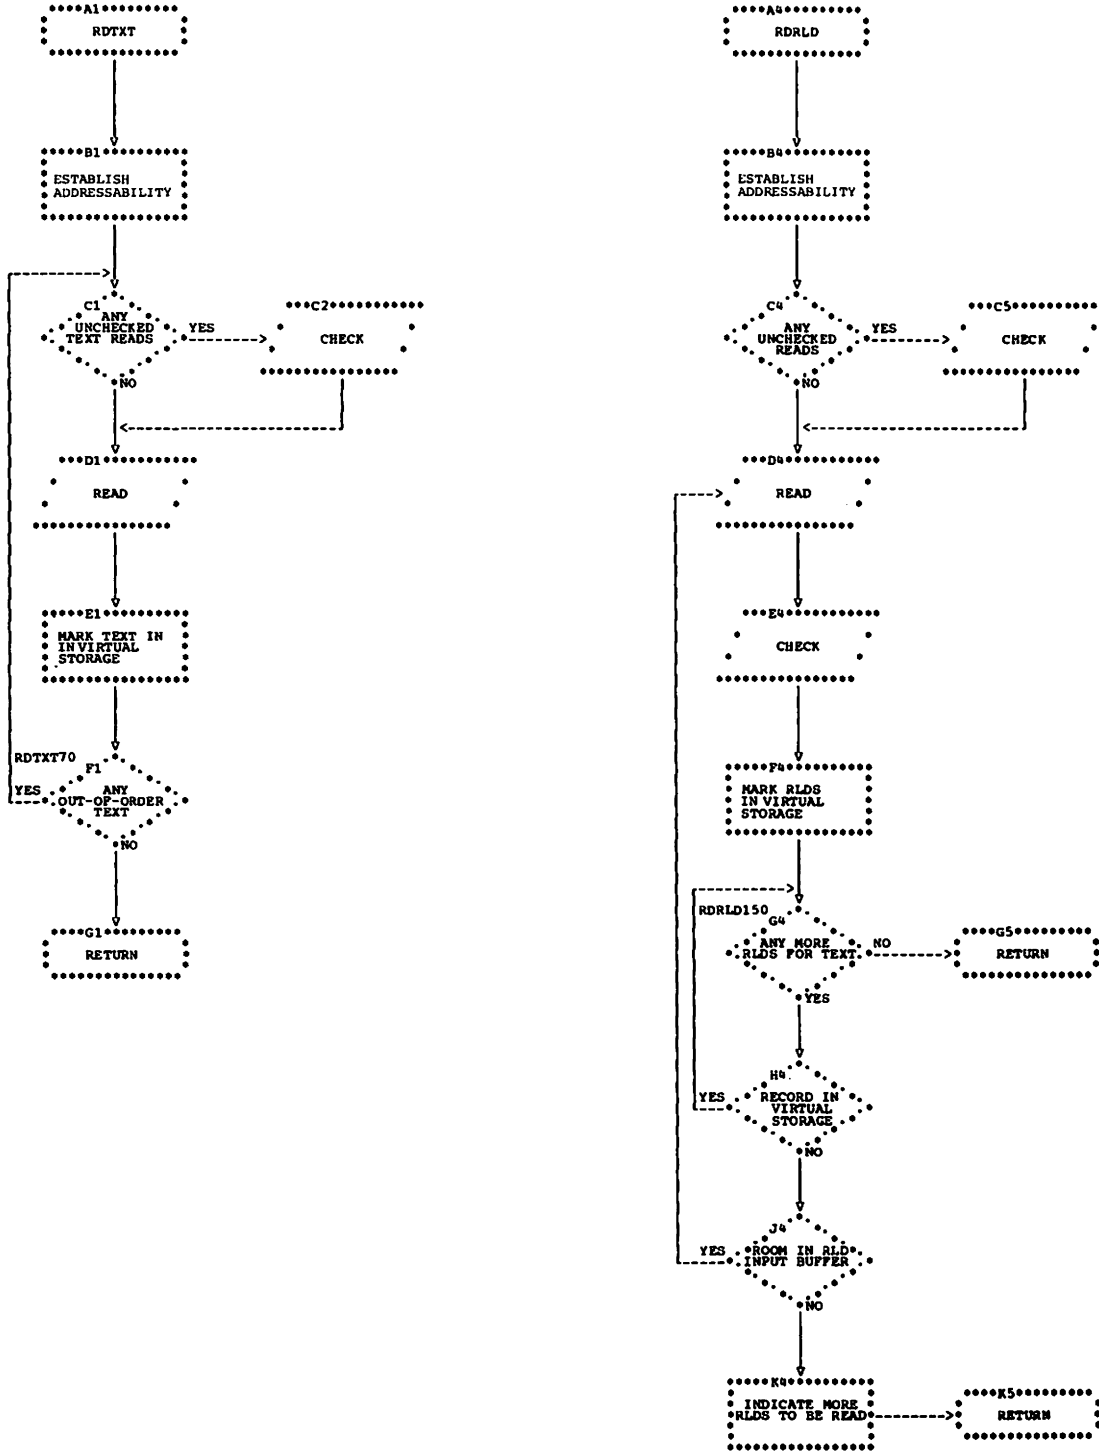 A1
RDTXT
B1
ESTABLISH
ADDRESSABILITY
C1
ANY
UNCHECKED
TEXT READS
YES
NO
C2
CHECK
D1
READ
E1
MARK TEXT IN
IN VIRTUAL
STORAGE
RDTXT70
F1
ANY
OUT-OF-ORDER
TEXT
YES
NO
G1
RETURN
A4
RDRLD
B4
ESTABLISH
ADDRESSABILITY
C4
ANY
UNCHECKED
READS
YES
NO
C5
CHECK
D4
READ
E4
CHECK
F4
MARK RLDS
IN VIRTUAL
STORAGE
RDRLD150
G4
ANY MORE
RLDS FOR TEXT
NO
YES
G5
RETURN
H4
RECORD IN
VIRTUAL
STORAGE
YES
NO
J4
ROOM IN RLD
INPUT BUFFER
YES
NO
K4
INDICATE MORE
RLDS TO BE READ
K5
RETURN